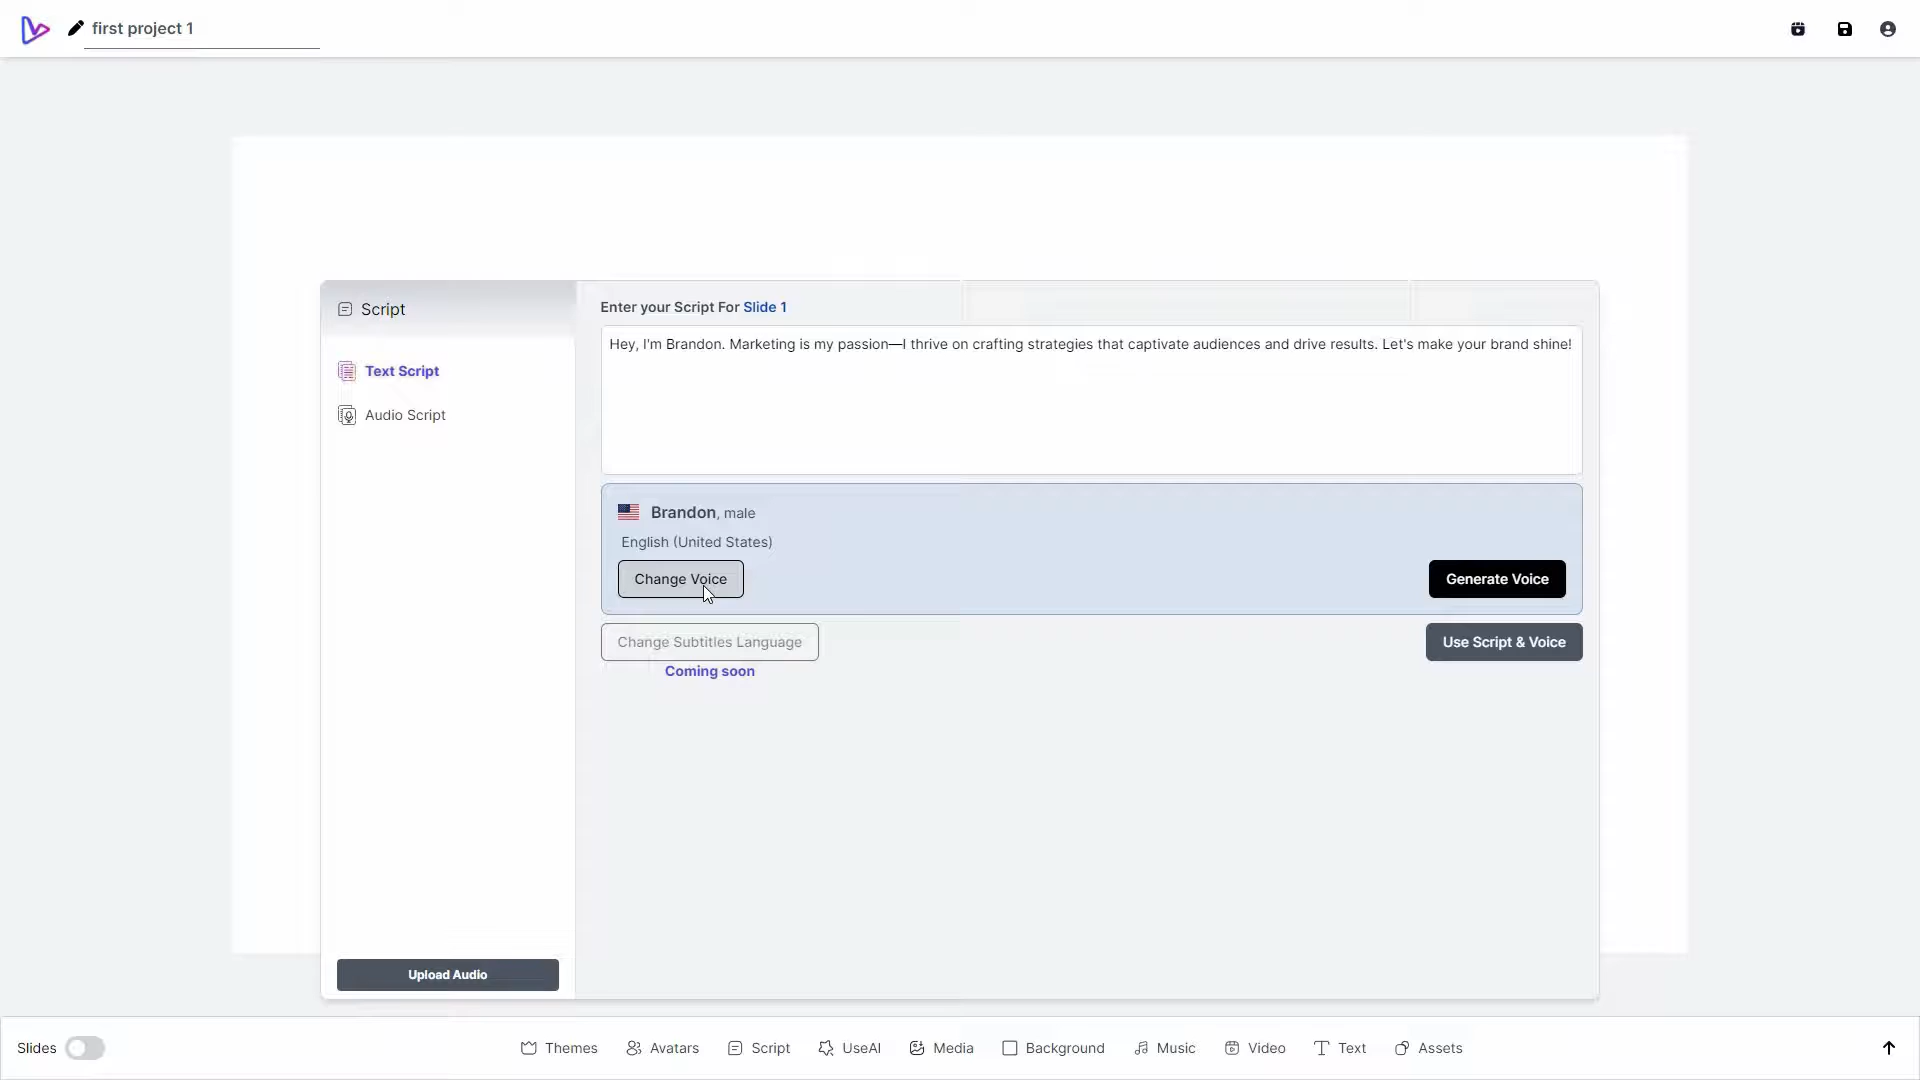 first project 1
Script
Text Script
Audio Script
Upload Audio
Enter your Script For Slide 1
Hey, I'm Brandon. Marketing is my passion—I thrive on crafting strategies that captivate audiences and drive results. Let's make your brand shine!
Brandon, male
English (United States)
Change Voice
Generate Voice
Change Subtitles Language
Use Script & Voice
Coming soon
Slides
Themes
Avatars
Script
UseAI
Media
Background
Music
Video
Text
Assets